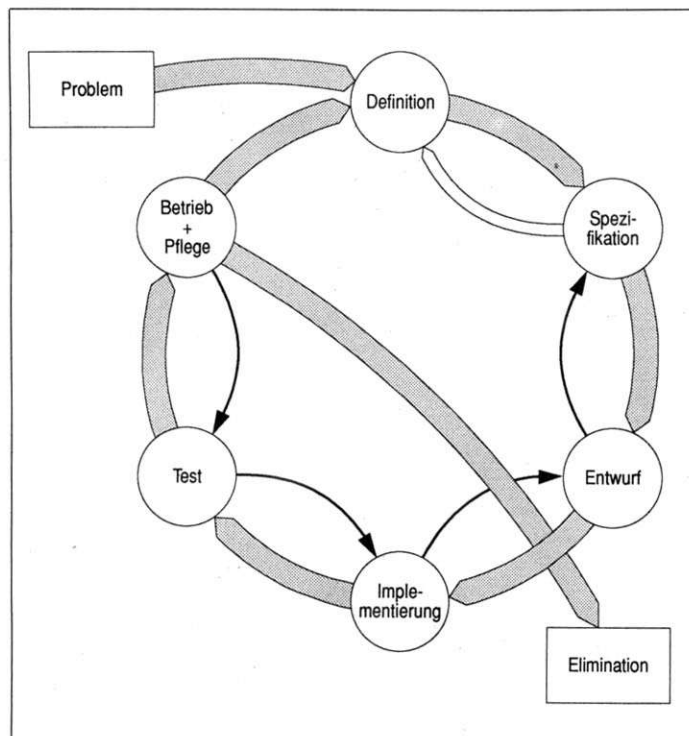 Problem
Definition
Betrieb
+
Pflege
Spezi-
fikation
Test
Entwurf
Imple-
mentierung
Elimination